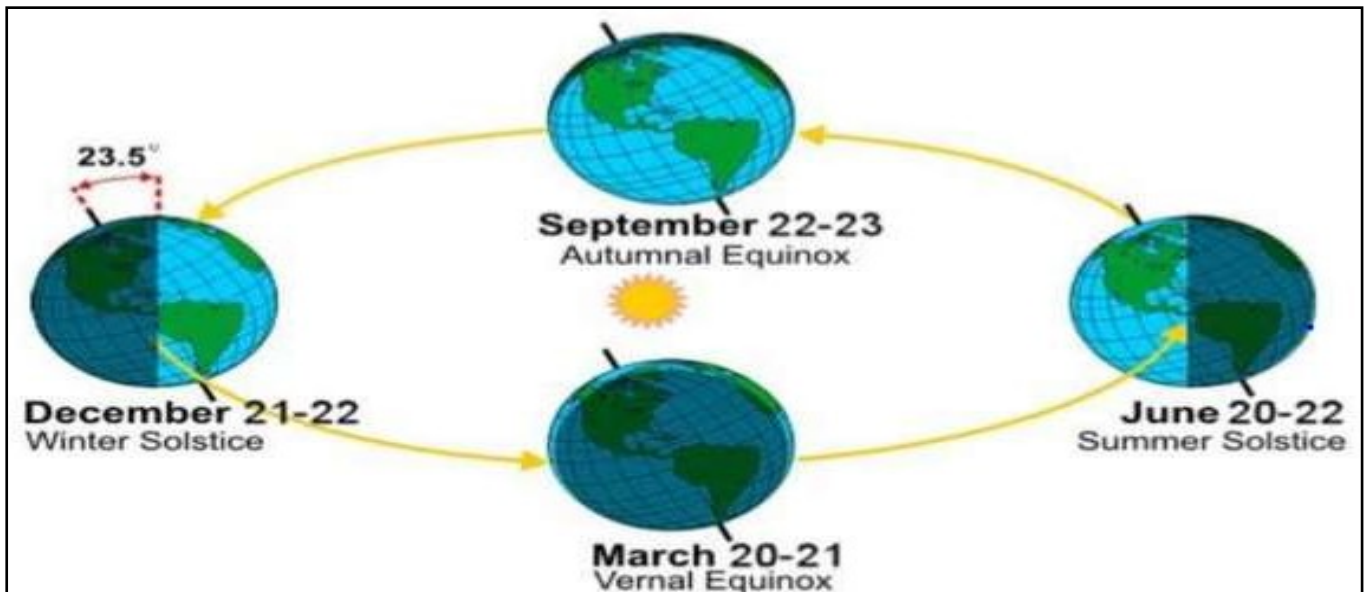 23.5°
September 22-23
Autumnal Equinox
December 21-22
Winter Solstice
June 20-22
Summer Solstice
March 20-21
Vernal Equinox